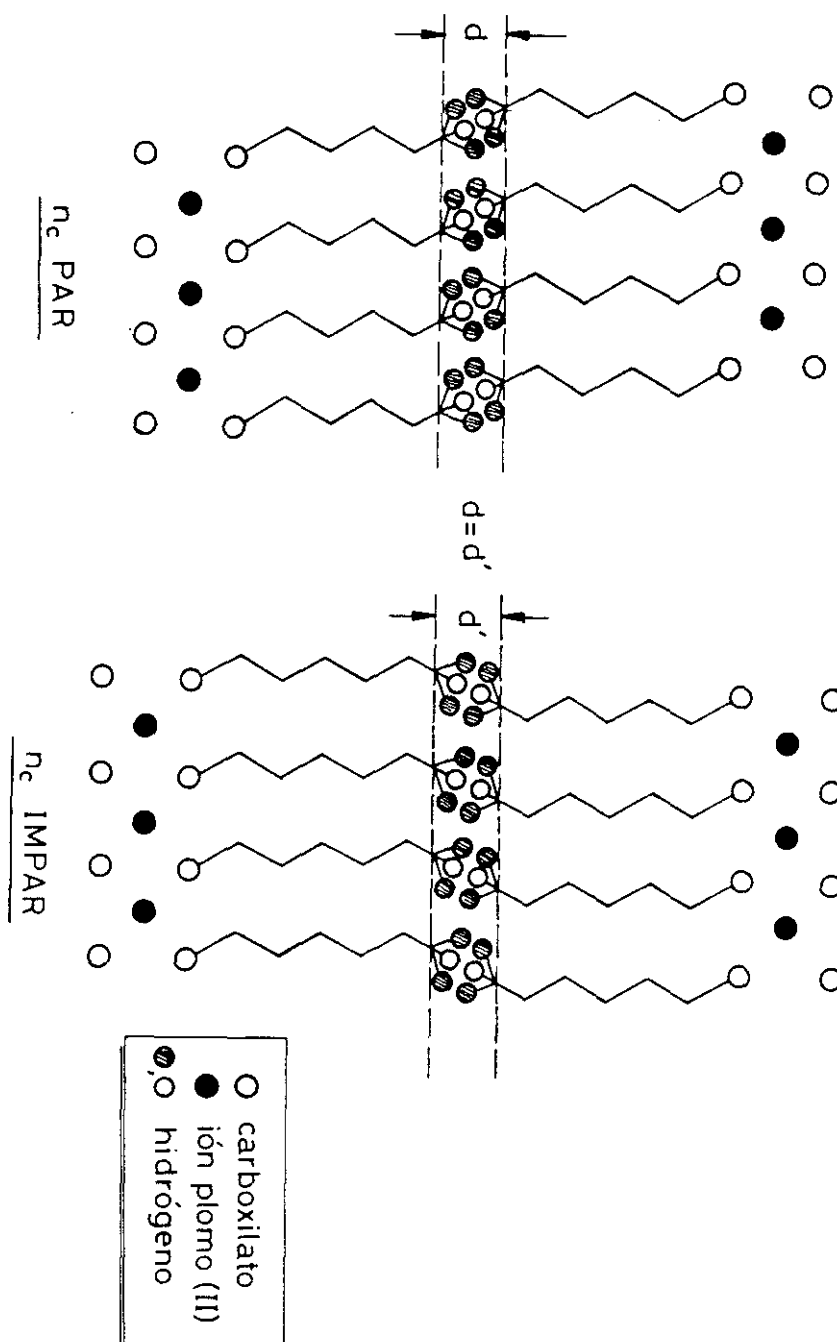 d
n_c PAR
d = d'
d'
n_c IMPAR
carboxilato
ión plomo (II)
, hidrógeno